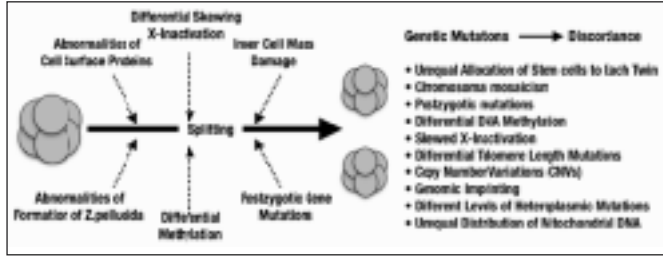 Differential Skewing
X-Inactivation
Abnormalities of
Cell Surface Proteins
Inner Cell Mass
Damage
Splitting
Abnormalities of
Formation of Z.pellucida
Differential
Methylation
Postzygotic Gene
Mutations
Genetic Mutations → Discordance
• Unequal Allocation of Stem cells to Each Twin
• Chromosoma mosaicism
• Postzygotic mutations
• Differential DNA Methylation
• Skewed X-Inactivation
• Differential Telomere Length Mutations
• Copy NumberVariations CNVs)
• Genomic Imprinting
• Different Levels of Heteroplasmic Mutations
• Unequal Distribution of Mitochondrial DNA